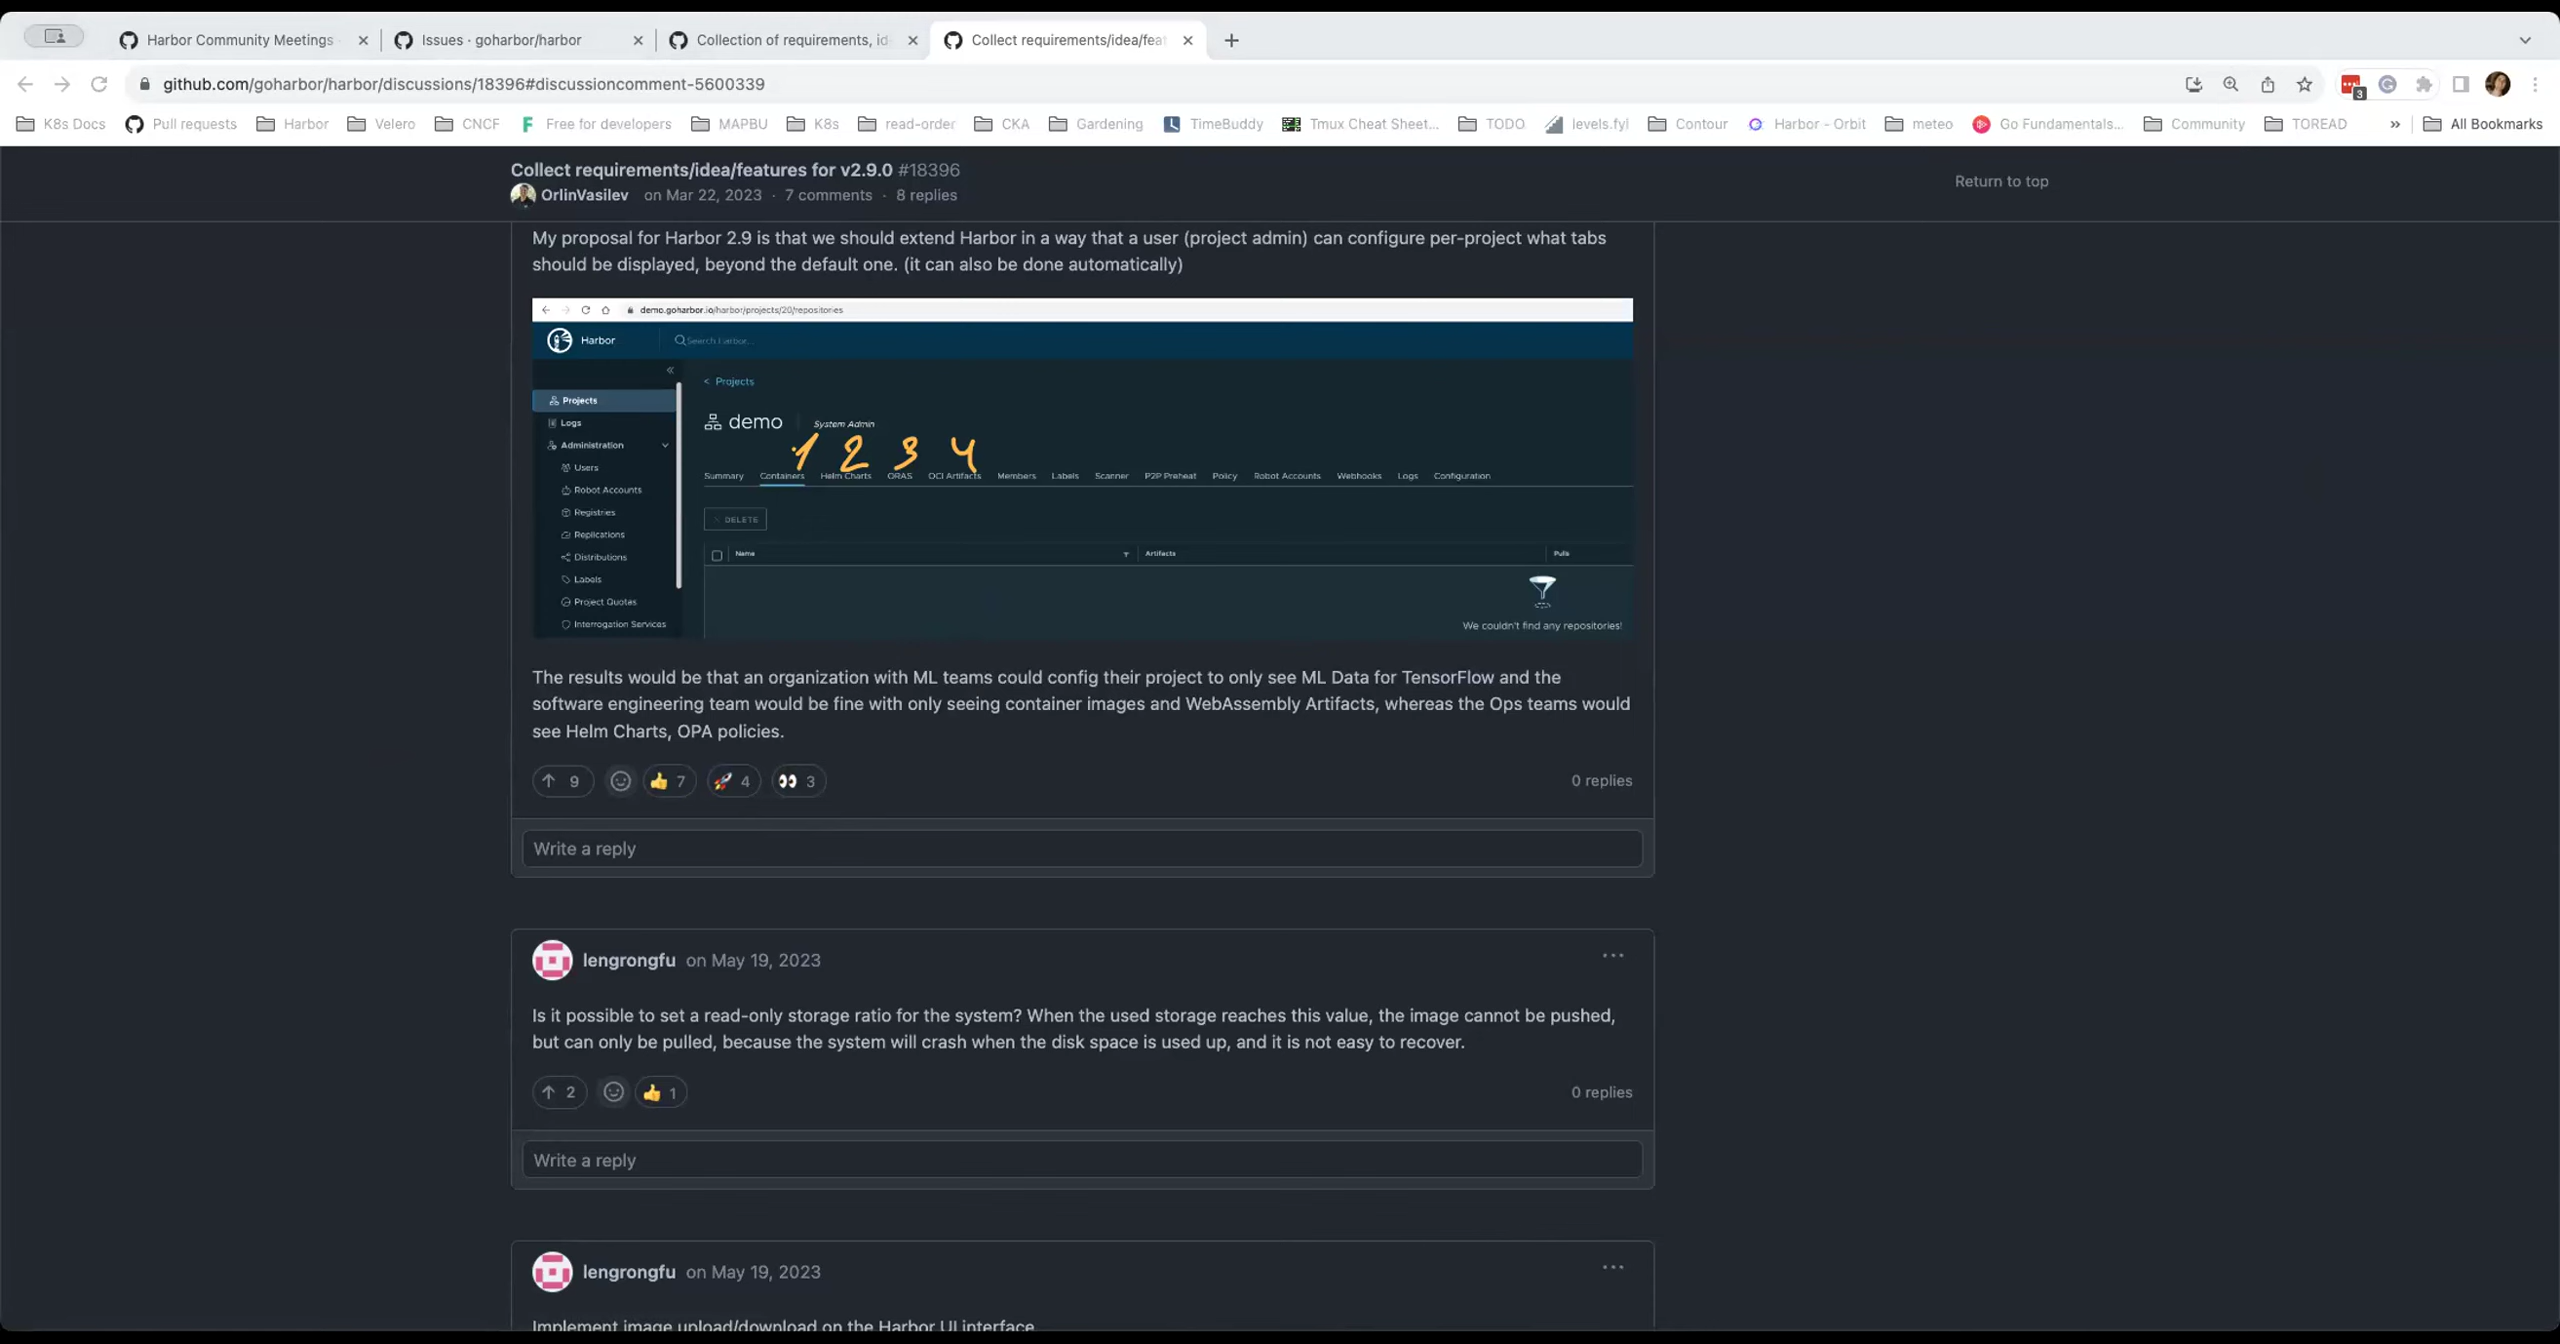 Harbor Community Meetings
Issues · goharbor/harbor
Collection of requirements, id
Collect requirements/idea/feat
github.com/goharbor/harbor/discussions/18396#discussioncomment-5600339
3
K8s Docs
Pull requests
Harbor
Velero
CNCF
Free for developers
MAPBU
K8s
read-order
CKA
Gardening
TimeBuddy
Tmux Cheat Sheet...
TODO
levels.fyi
Contour
Harbor - Orbit
meteo
Go Fundamentals...
Community
TOREAD
»
All Bookmarks
Collect requirements/idea/features for v2.9.0 #18396
OrlinVasilev on Mar 22, 2023 · 7 comments · 8 replies
Return to top
My proposal for Harbor 2.9 is that we should extend Harbor in a way that a user (project admin) can configure per-project what tabs
should be displayed, beyond the default one. (it can also be done automatically)
demo.goharbor.io/harbor/projects/20/repositories
Harbor
Search Harbor...
«
< Projects
Projects
Logs
Administration
Users
Robot Accounts
Registries
Replications
Distributions
Labels
Project Quotas
Interrogation Services
demo
System Admin
1 2 3 4
Summary Containers Helm Charts ORAS OCI Artifacts Members Labels Scanner P2P Preheat Policy Robot Accounts Webhooks Logs Configuration
DELETE
Name Artifacts Pulls
We couldn't find any repositories!
The results would be that an organization with ML teams could config their project to only see ML Data for TensorFlow and the
software engineering team would be fine with only seeing container images and WebAssembly Artifacts, whereas the Ops teams would
see Helm Charts, OPA policies.
↑ 9 👍 7 🚀 4 👀 3 0 replies
Write a reply
lengrongfu on May 19, 2023
Is it possible to set a read-only storage ratio for the system? When the used storage reaches this value, the image cannot be pushed,
but can only be pulled, because the system will crash when the disk space is used up, and it is not easy to recover.
↑ 2 👍 1 0 replies
Write a reply
lengrongfu on May 19, 2023
Implement image upload/download on the Harbor UI interface